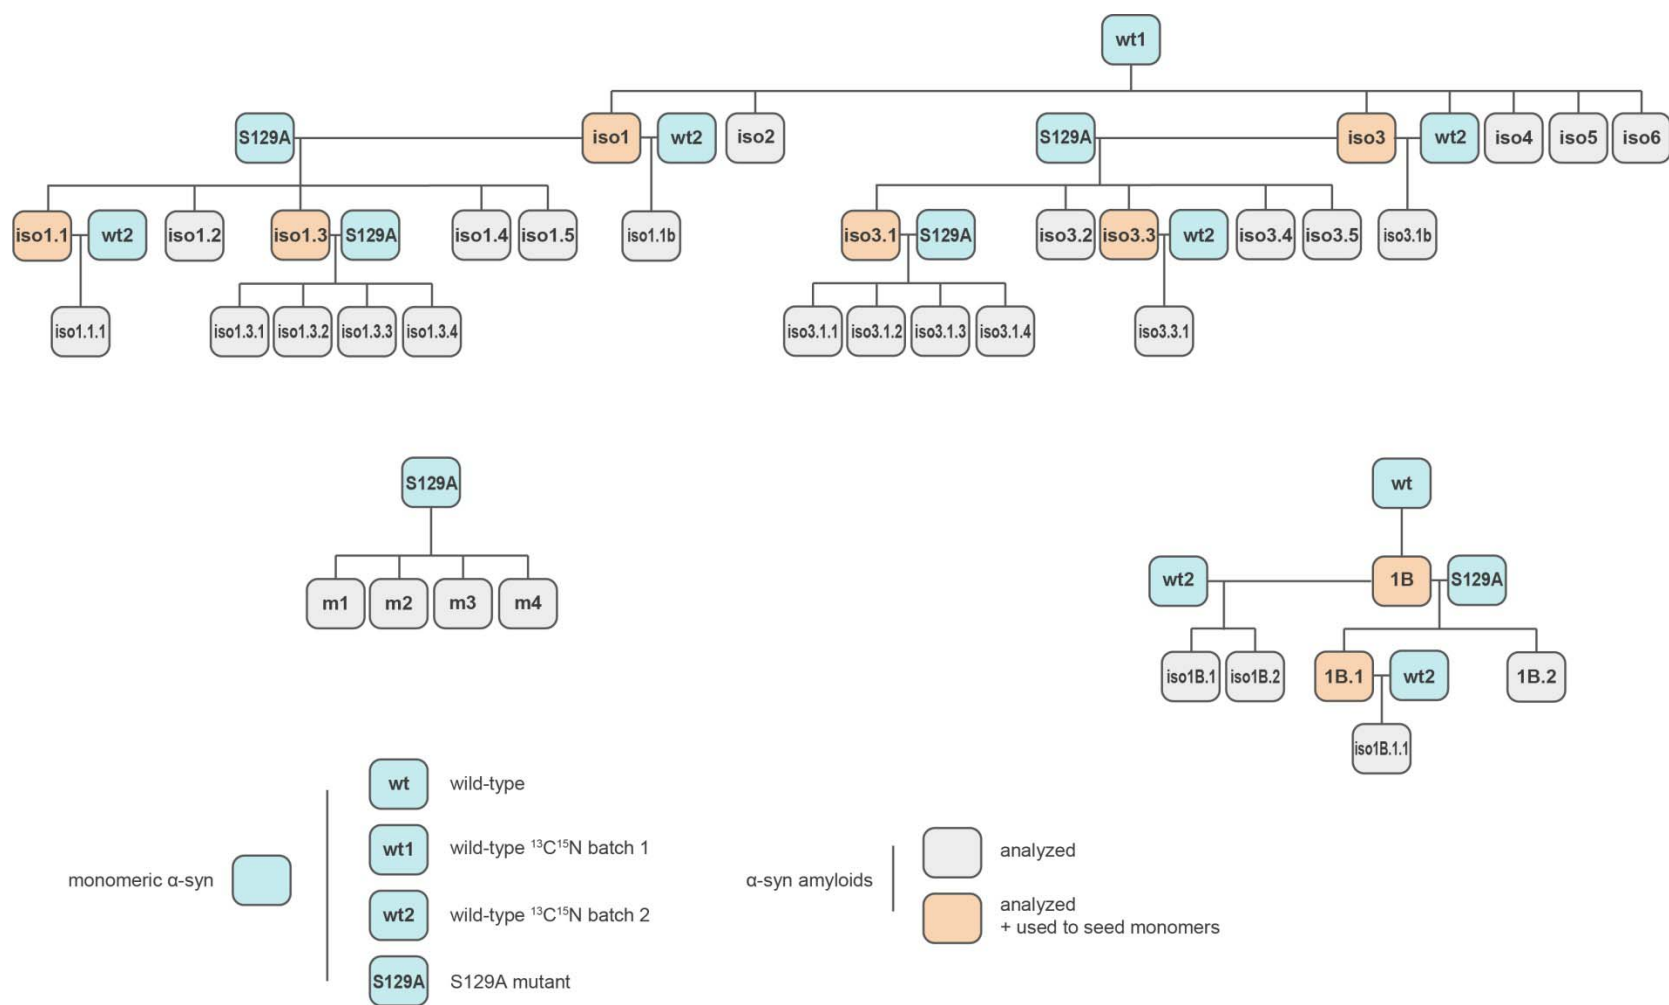 wt1
S129A iso1 wt2 iso2 S129A iso3 wt2 iso4 iso5 iso6
iso1.1 wt2 iso1.2 iso1.3 S129A iso1.4 iso1.5 iso1.1b iso3.1 S129A iso3.2 iso3.3 wt2 iso3.4 iso3.5 iso3.1b
iso1.1.1 iso1.3.1 iso1.3.2 iso1.3.3 iso1.3.4 iso3.1.1 iso3.1.2 iso3.1.3 iso3.1.4 iso3.3.1
S129A
m1 m2 m3 m4
wt
wt2 1B S129A
iso1B.1 iso1B.2 1B.1 wt2 1B.2
iso1B.1.1
monomeric α-syn
wt wild-type
wt1 wild-type ¹³C¹⁵N batch 1
wt2 wild-type ¹³C¹⁵N batch 2
S129A S129A mutant
α-syn amyloids
analyzed
analyzed
+ used to seed monomers